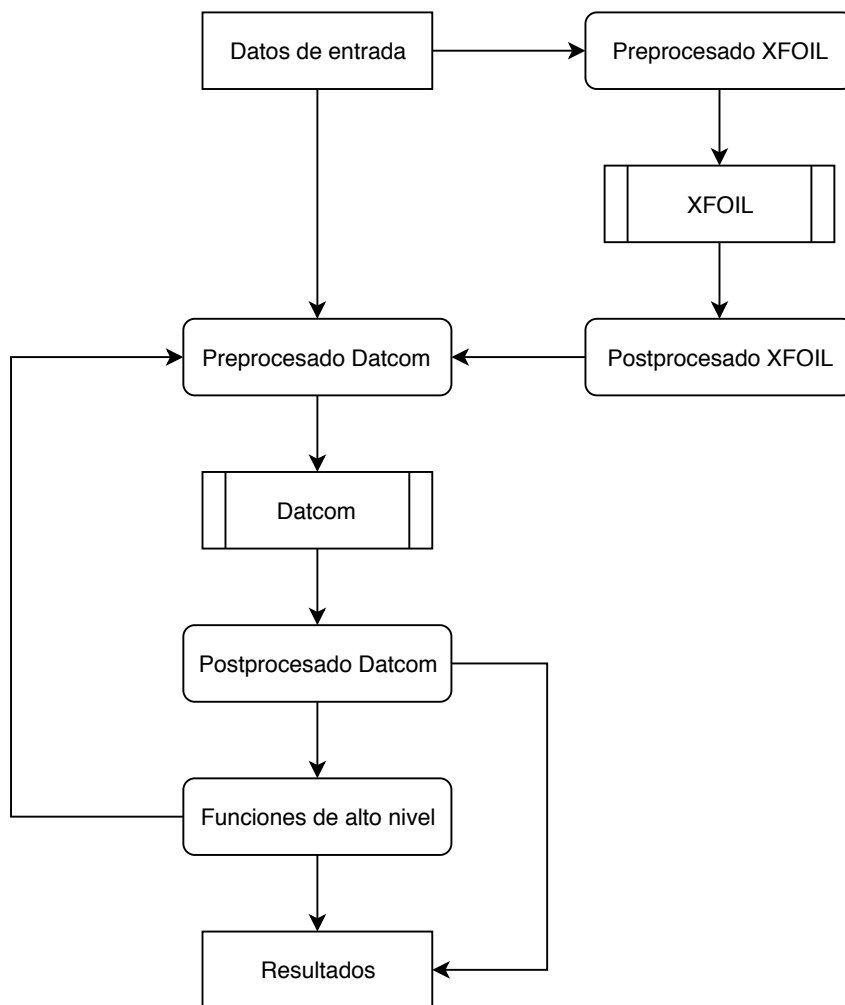 Datos de entrada
Preprocesado XFOIL
XFOIL
Preprocesado Datcom
Postprocesado XFOIL
Datcom
Postprocesado Datcom
Funciones de alto nivel
Resultados